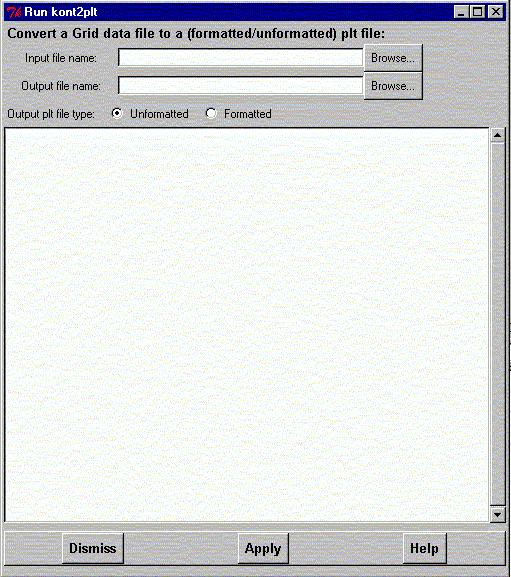 Run kont2plt
Convert a Grid data file to a (formatted/unformatted) plt file:
Input file name: Browse...
Output file name: Browse...
Output plt file type: Unformatted Formatted
Dismiss Apply Help